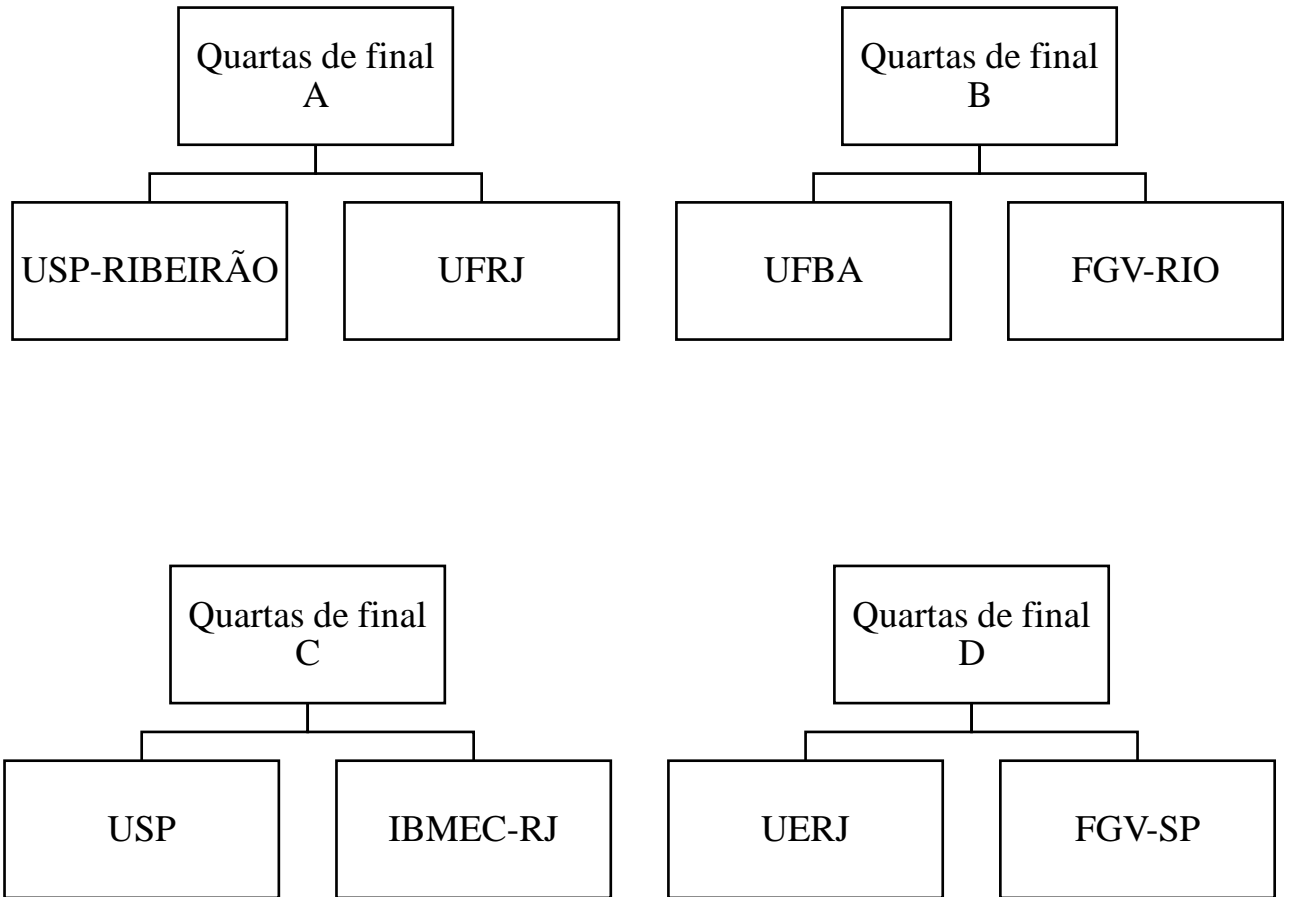 Quartas de final
A
Quartas de final
B
USP-RIBEIRÃO
UFRJ
UFBA
FGV-RIO
Quartas de final
C
Quartas de final
D
USP
IBMEC-RJ
UERJ
FGV-SP